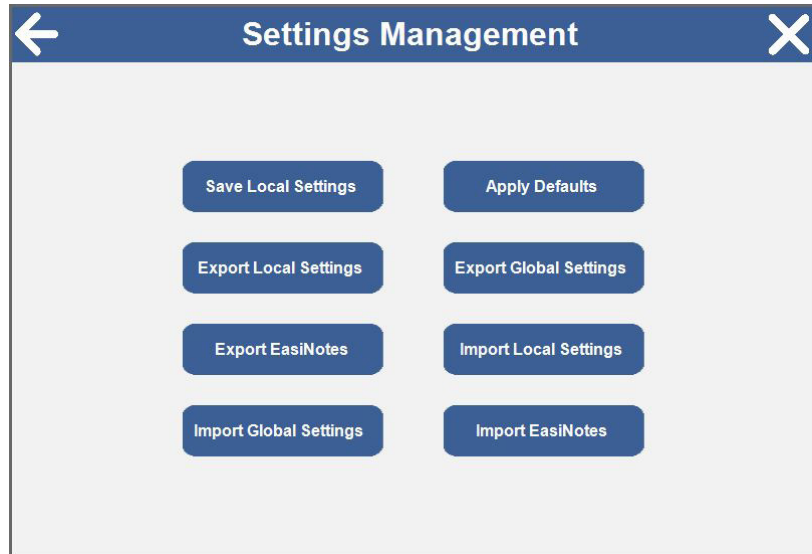 Settings Management
Save Local Settings
Apply Defaults
Export Local Settings
Export Global Settings
Export EasiNotes
Import Local Settings
Import Global Settings
Import EasiNotes